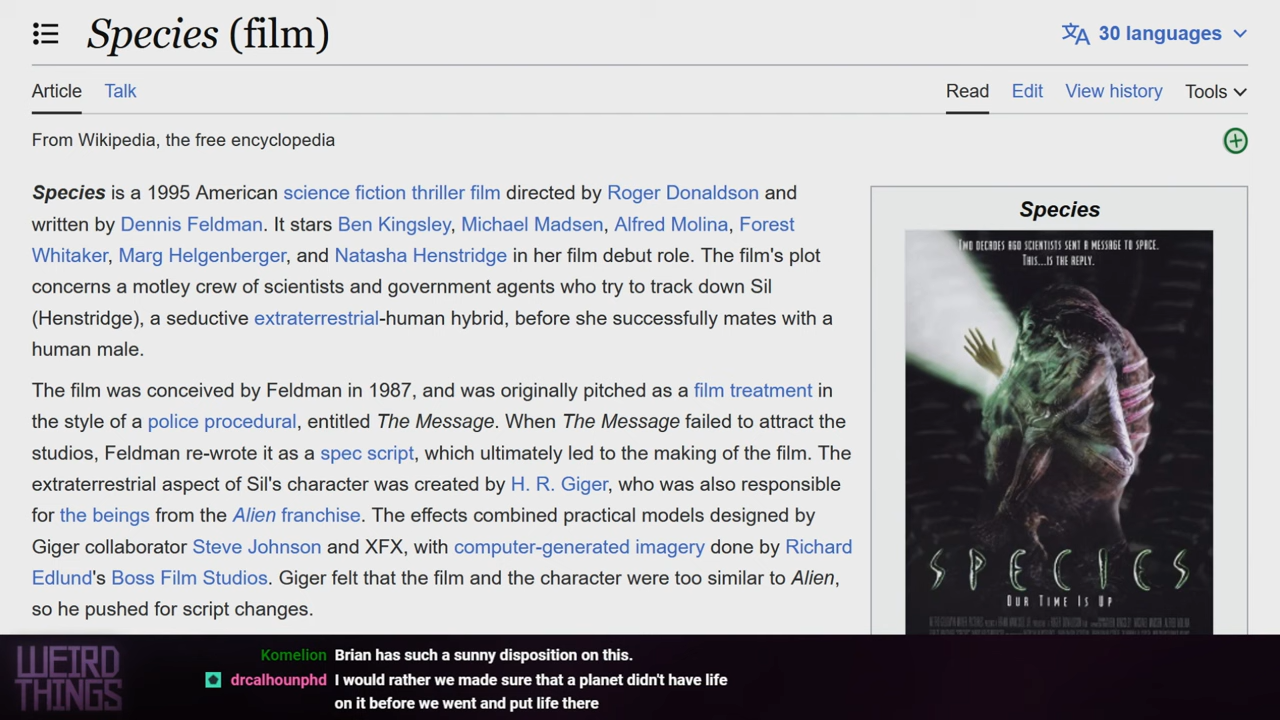 Species (film)
30 languages
Article Talk Read Edit View history Tools
From Wikipedia, the free encyclopedia
Species is a 1995 American science fiction thriller film directed by Roger Donaldson and
written by Dennis Feldman. It stars Ben Kingsley, Michael Madsen, Alfred Molina, Forest
Whitaker, Marg Helgenberger, and Natasha Henstridge in her film debut role. The film's plot
concerns a motley crew of scientists and government agents who try to track down Sil
(Henstridge), a seductive extraterrestrial-human hybrid, before she successfully mates with a
human male.
The film was conceived by Feldman in 1987, and was originally pitched as a film treatment in
the style of a police procedural, entitled The Message. When The Message failed to attract the
studios, Feldman re-wrote it as a spec script, which ultimately led to the making of the film. The
extraterrestrial aspect of Sil's character was created by H. R. Giger, who was also responsible
for the beings from the Alien franchise. The effects combined practical models designed by
Giger collaborator Steve Johnson and XFX, with computer-generated imagery done by Richard
Edlund's Boss Film Studios. Giger felt that the film and the character were too similar to Alien,
so he pushed for script changes.
Species
TWO DECADES AGO SCIENTISTS SENT A MESSAGE TO SPACE.
THIS...IS THE REPLY.
SPECIES
OUR TIME IS UP
WEIRD
THINGS
Komelion Brian has such a sunny disposition on this.
drcalhounphd I would rather we made sure that a planet didn't have life
on it before we went and put life there